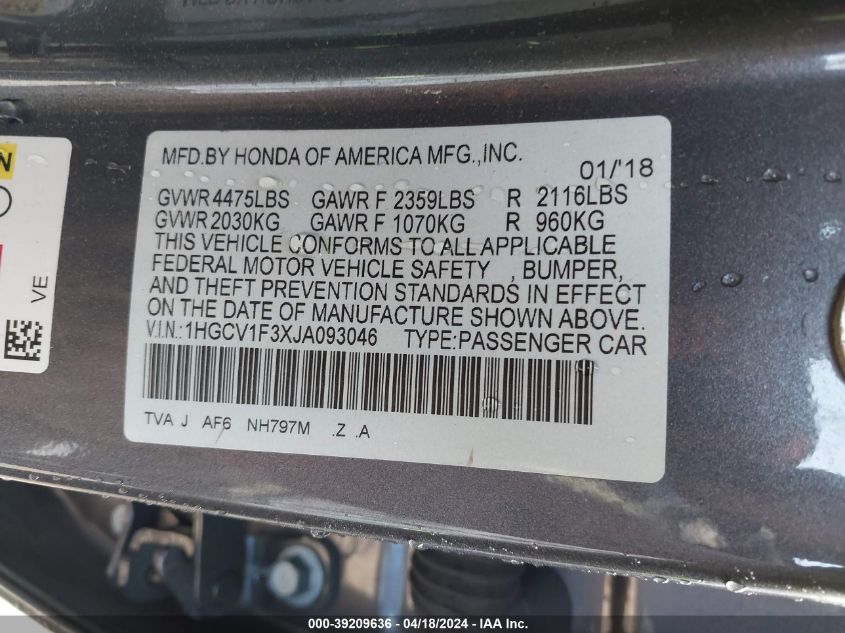 MFD.BY HONDA OF AMERICA MFG.,INC.
01/'18
GVWR 4475LBS GAWR F 2359LBS R 2116LBS
GVWR 2030KG GAWR F 1070KG R 960KG
THIS VEHICLE CONFORMS TO ALL APPLICABLE
FEDERAL MOTOR VEHICLE SAFETY , BUMPER,
AND THEFT PREVENTION STANDARDS IN EFFECT
ON THE DATE OF MANUFACTURE SHOWN ABOVE.
V.I.N.:1HGCV1F3XJA093046 TYPE:PASSENGER CAR
TVA J AF6 NH797M .Z .A
VE
000-39209636 - 04/18/2024 - IAA Inc.